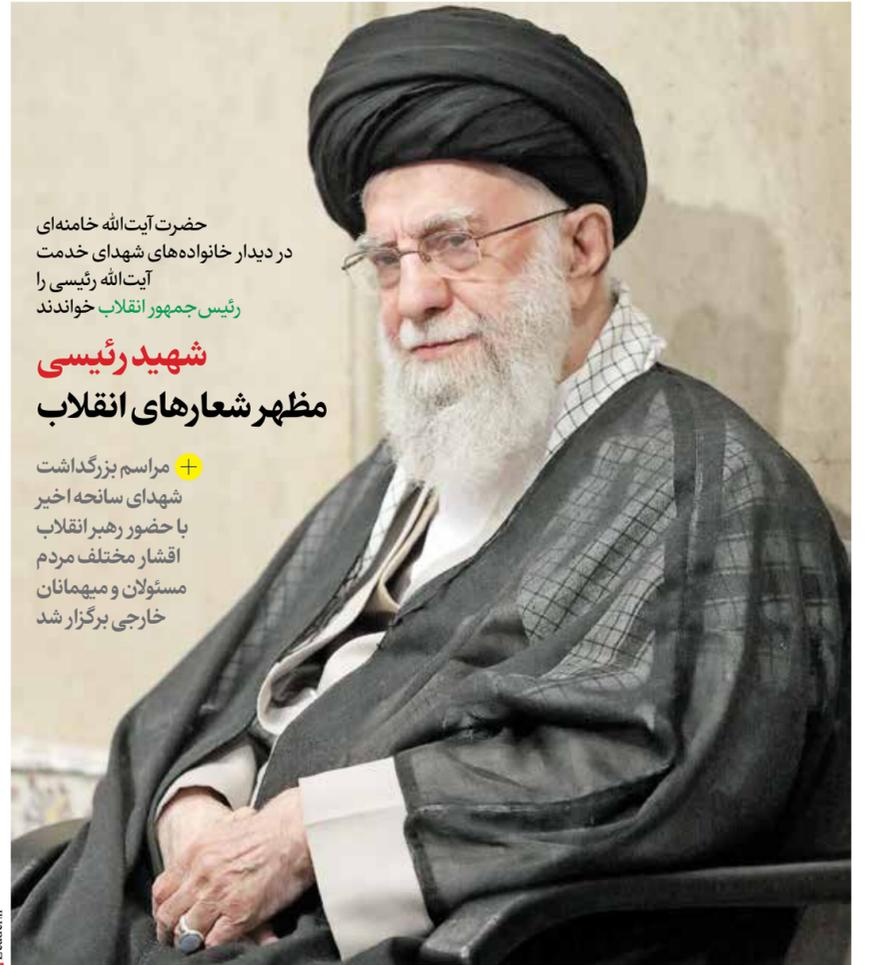 حضرت آیت‌الله خامنه‌ای
در دیدار خانواده‌های شهدای خدمت
آیت‌الله رئیسی را
رئیس‌جمهور انقلاب خواندند
شهید رئیسی
مظهر شعارهای انقلاب
مراسم بزرگداشت
شهدای سانحه اخیر
با حضور رهبر انقلاب
اقشار مختلف مردم
مسئولان و میهمانان
خارجی برگزار شد